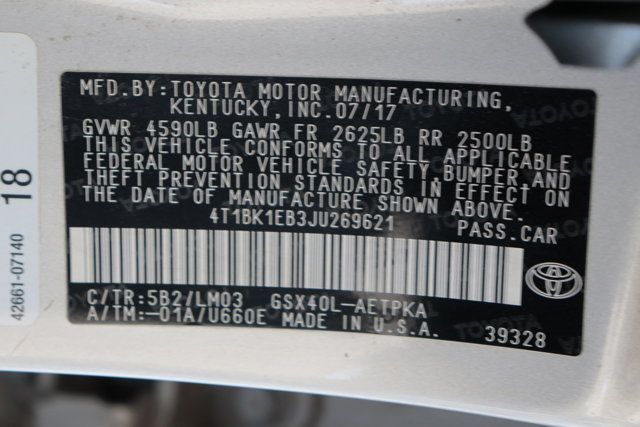 MFD.BY:TOYOTA MOTOR MANUFACTURING,
KENTUCKY,INC.07/17
GVWR 4590LB GAWR FR 2625LB RR 2500LB
THIS VEHICLE CONFORMS TO ALL APPLICABLE
FEDERAL MOTOR VEHICLE SAFETY,BUMPER AND
THEFT PREVENTION STANDARDS IN EFFECT ON
THE DATE OF MANUFACTURE SHOWN ABOVE.
4T1BK1EB3JU269621 PASS.CAR
C/TR:5B2/LM03 GSX40L-AETPKA
A/TM:-01A/U660E MADE IN U.S.A. 39328
42661-07140 18